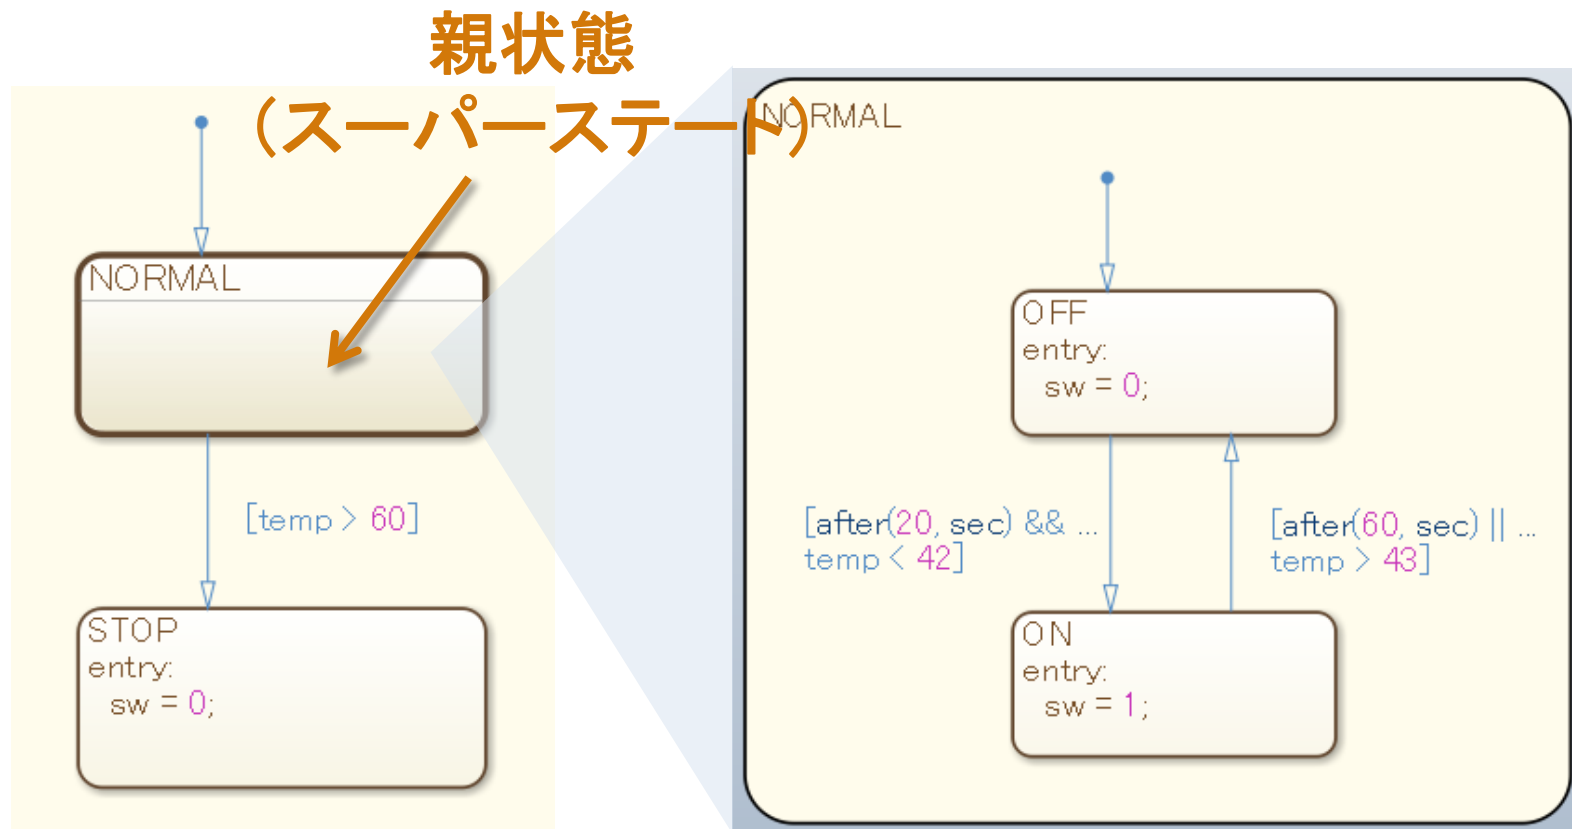 親状態
（スーパーステート）
NORMAL
[temp > 60]
STOP
entry:
sw = 0;
NORMAL
OFF
entry:
sw = 0;
[after(20, sec) && ...
temp < 42]
[after(60, sec) || ...
temp > 43]
ON
entry:
sw = 1;